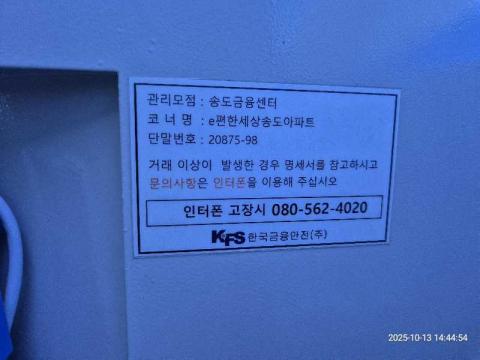 관리모점 : 송도금융센터
코 너 명 : e편한세상송도아파트
단말번호 : 20875-98
거래 이상이 발생한 경우 명세서를 참고하시고
문의사항은 인터폰을 이용해 주십시오
인터폰 고장시 080-562-4020
KFS 한국금융안전(주)
2025-10-13 14:44:54